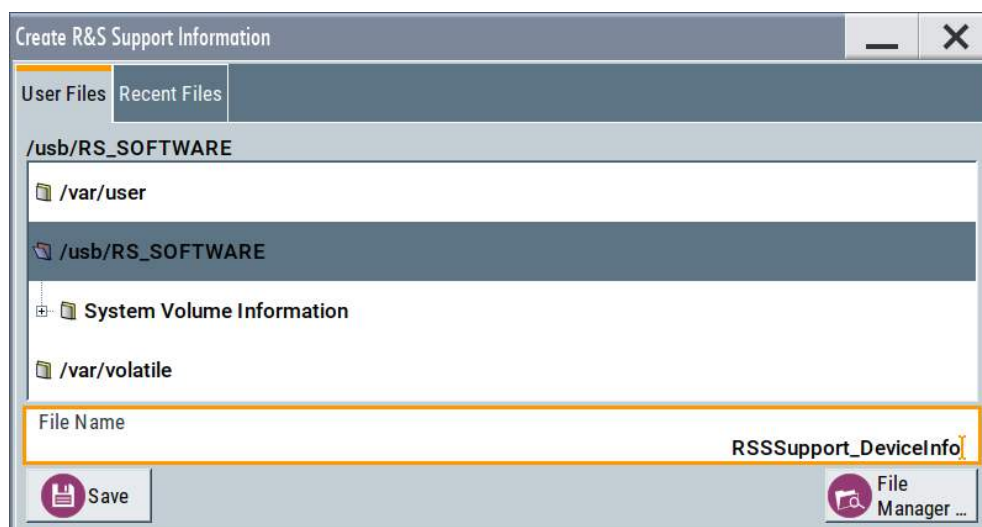 Create R&S Support Information
User Files Recent Files
/usb/RS_SOFTWARE
/var/user
/usb/RS_SOFTWARE
System Volume Information
/var/volatile
File Name
RSSSupport_DeviceInfo
Save
File
Manager ...